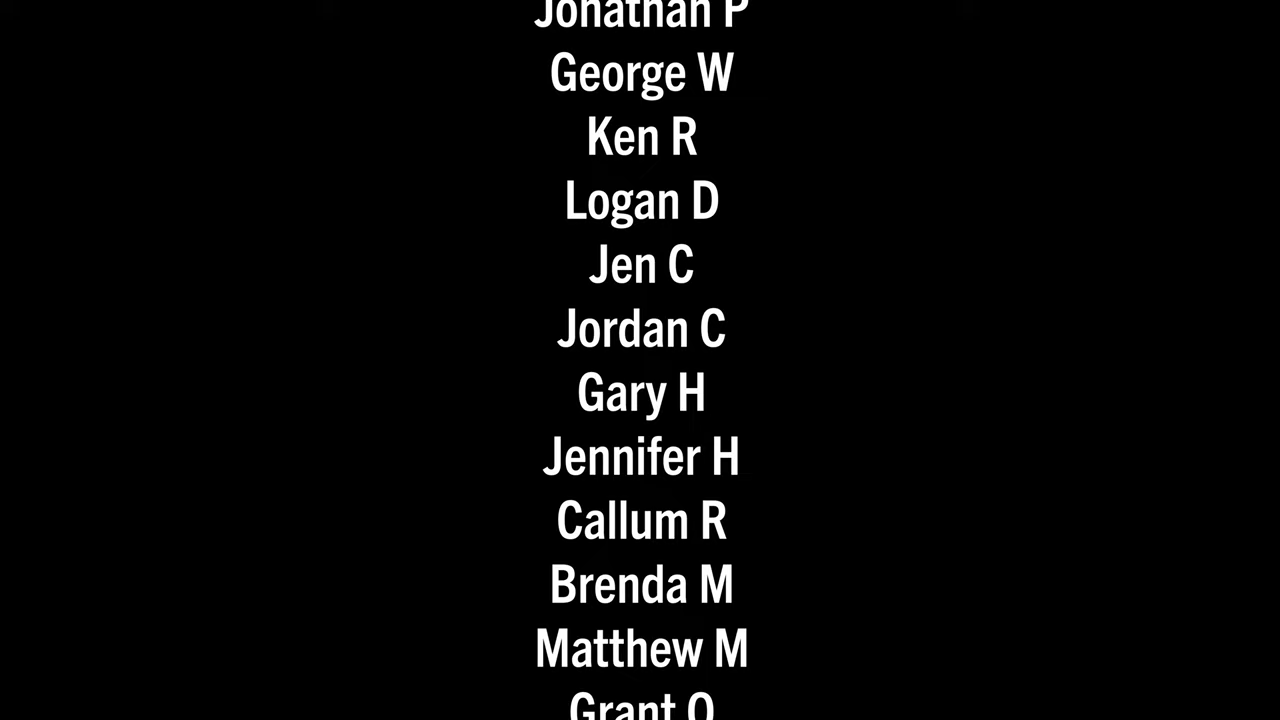 Jonathan P
George W
Ken R
Logan D
Jen C
Jordan C
Gary H
Jennifer H
Callum R
Brenda M
Matthew M
Grant